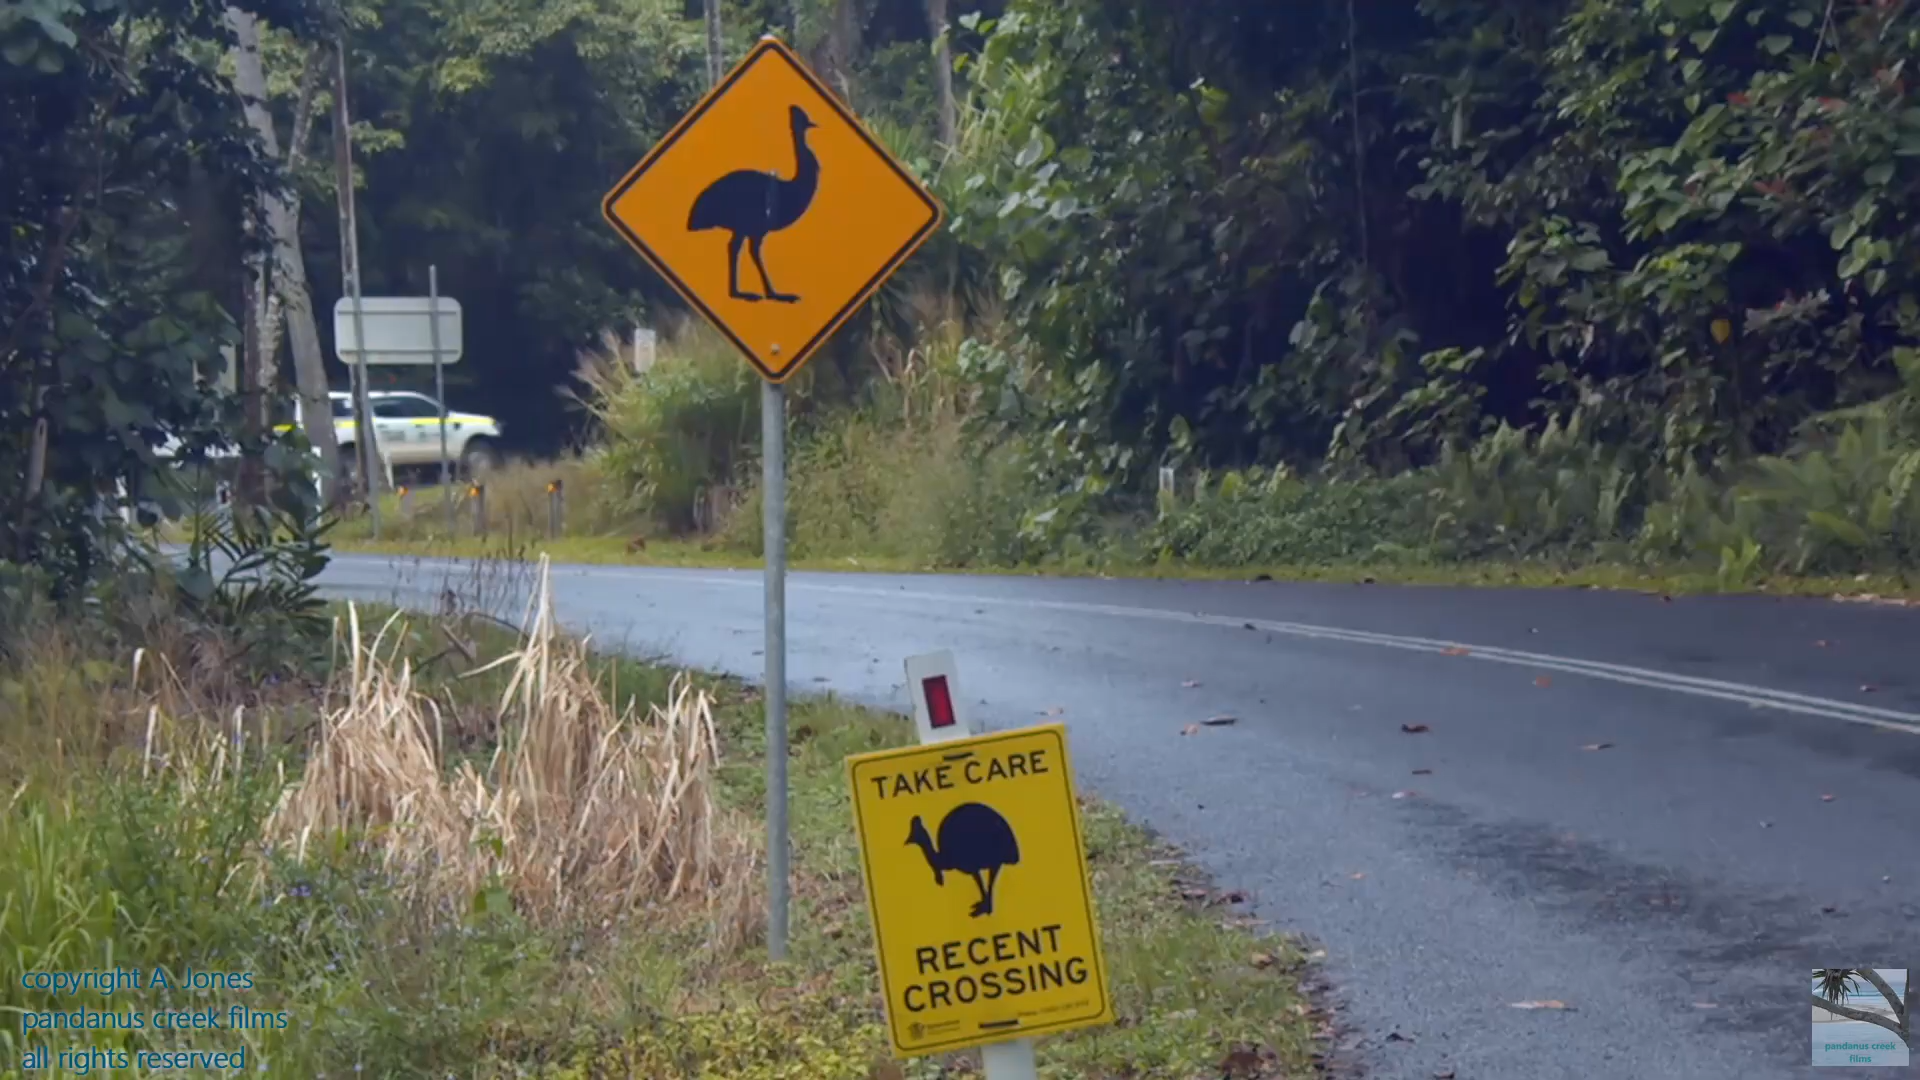 TAKE CARE
RECENT
CROSSING
copyright A. Jones
pandanus creek films
all rights reserved
pandanus creek
films